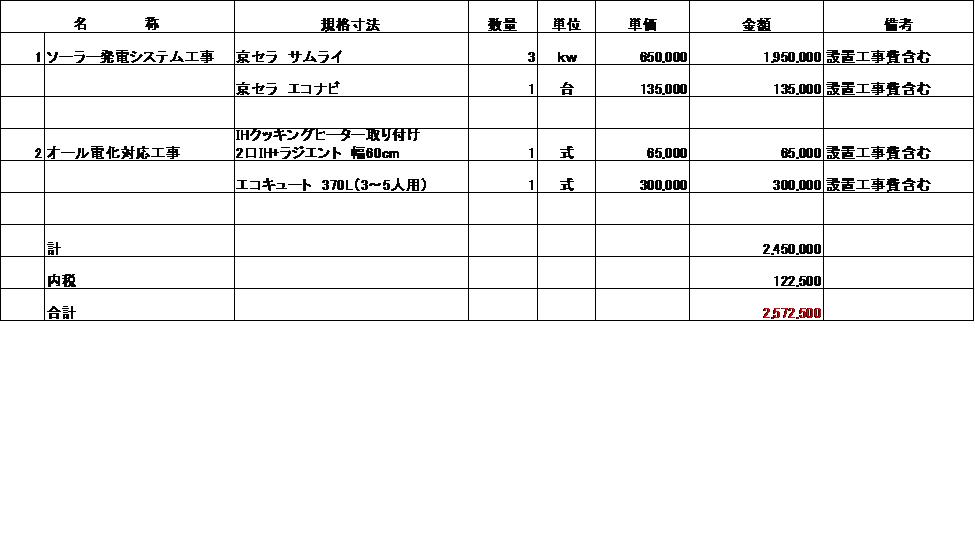 名　　　称 規格寸法 数量 単位 単価 金額 備考
1 ソーラー発電システム工事 京セラ サムライ 3 kw 650,000 1,950,000 設置工事費含む
京セラ エコナビ 1 台 135,000 135,000 設置工事費含む
IHクッキングヒーター取り付け
2 オール電化対応工事 2口IH+ラジエント 幅60cm 1 式 65,000 65,000 設置工事費含む
エコキュート 370L(3～5人用) 1 式 300,000 300,000 設置工事費含む
計 2,450,000
内税 122,500
合計 2,572,500